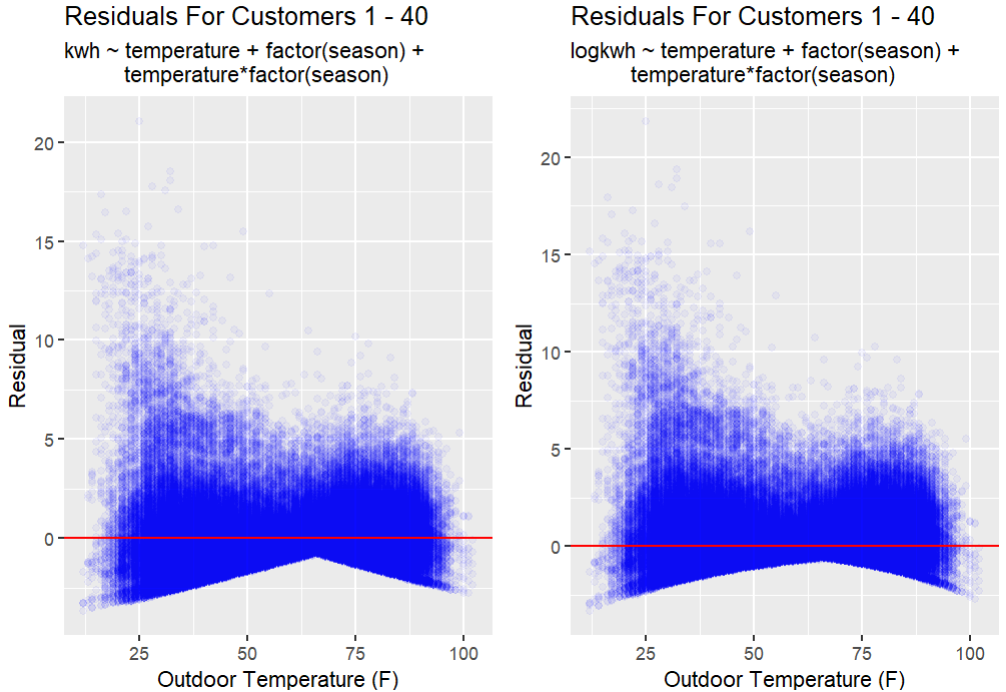 Residuals For Customers 1 - 40
kwh ~ temperature + factor(season) +
temperature*factor(season)
20
15
10
5
0
Residual
25
50
75
100
Outdoor Temperature (F)
Residuals For Customers 1 - 40
logkwh ~ temperature + factor(season) +
temperature*factor(season)
20
15
10
5
0
Residual
25
50
75
100
Outdoor Temperature (F)